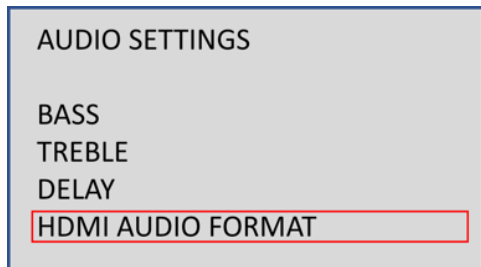 AUDIO SETTINGS
BASS
TREBLE
DELAY
HDMI AUDIO FORMAT